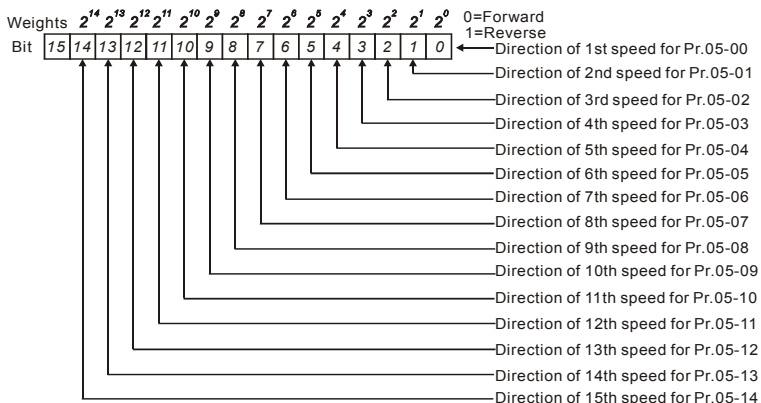 Weights 2^14 2^13 2^12 2^11 2^10 2^9 2^8 2^7 2^6 2^5 2^4 2^3 2^2 2^1 2^0 0=Forward
1=Reverse
Bit 15 14 13 12 11 10 9 8 7 6 5 4 3 2 1 0 Direction of 1st speed for Pr.05-00
Direction of 2nd speed for Pr.05-01
Direction of 3rd speed for Pr.05-02
Direction of 4th speed for Pr.05-03
Direction of 5th speed for Pr.05-04
Direction of 6th speed for Pr.05-05
Direction of 7th speed for Pr.05-06
Direction of 8th speed for Pr.05-07
Direction of 9th speed for Pr.05-08
Direction of 10th speed for Pr.05-09
Direction of 11th speed for Pr.05-10
Direction of 12th speed for Pr.05-11
Direction of 13th speed for Pr.05-12
Direction of 14th speed for Pr.05-13
Direction of 15th speed for Pr.05-14